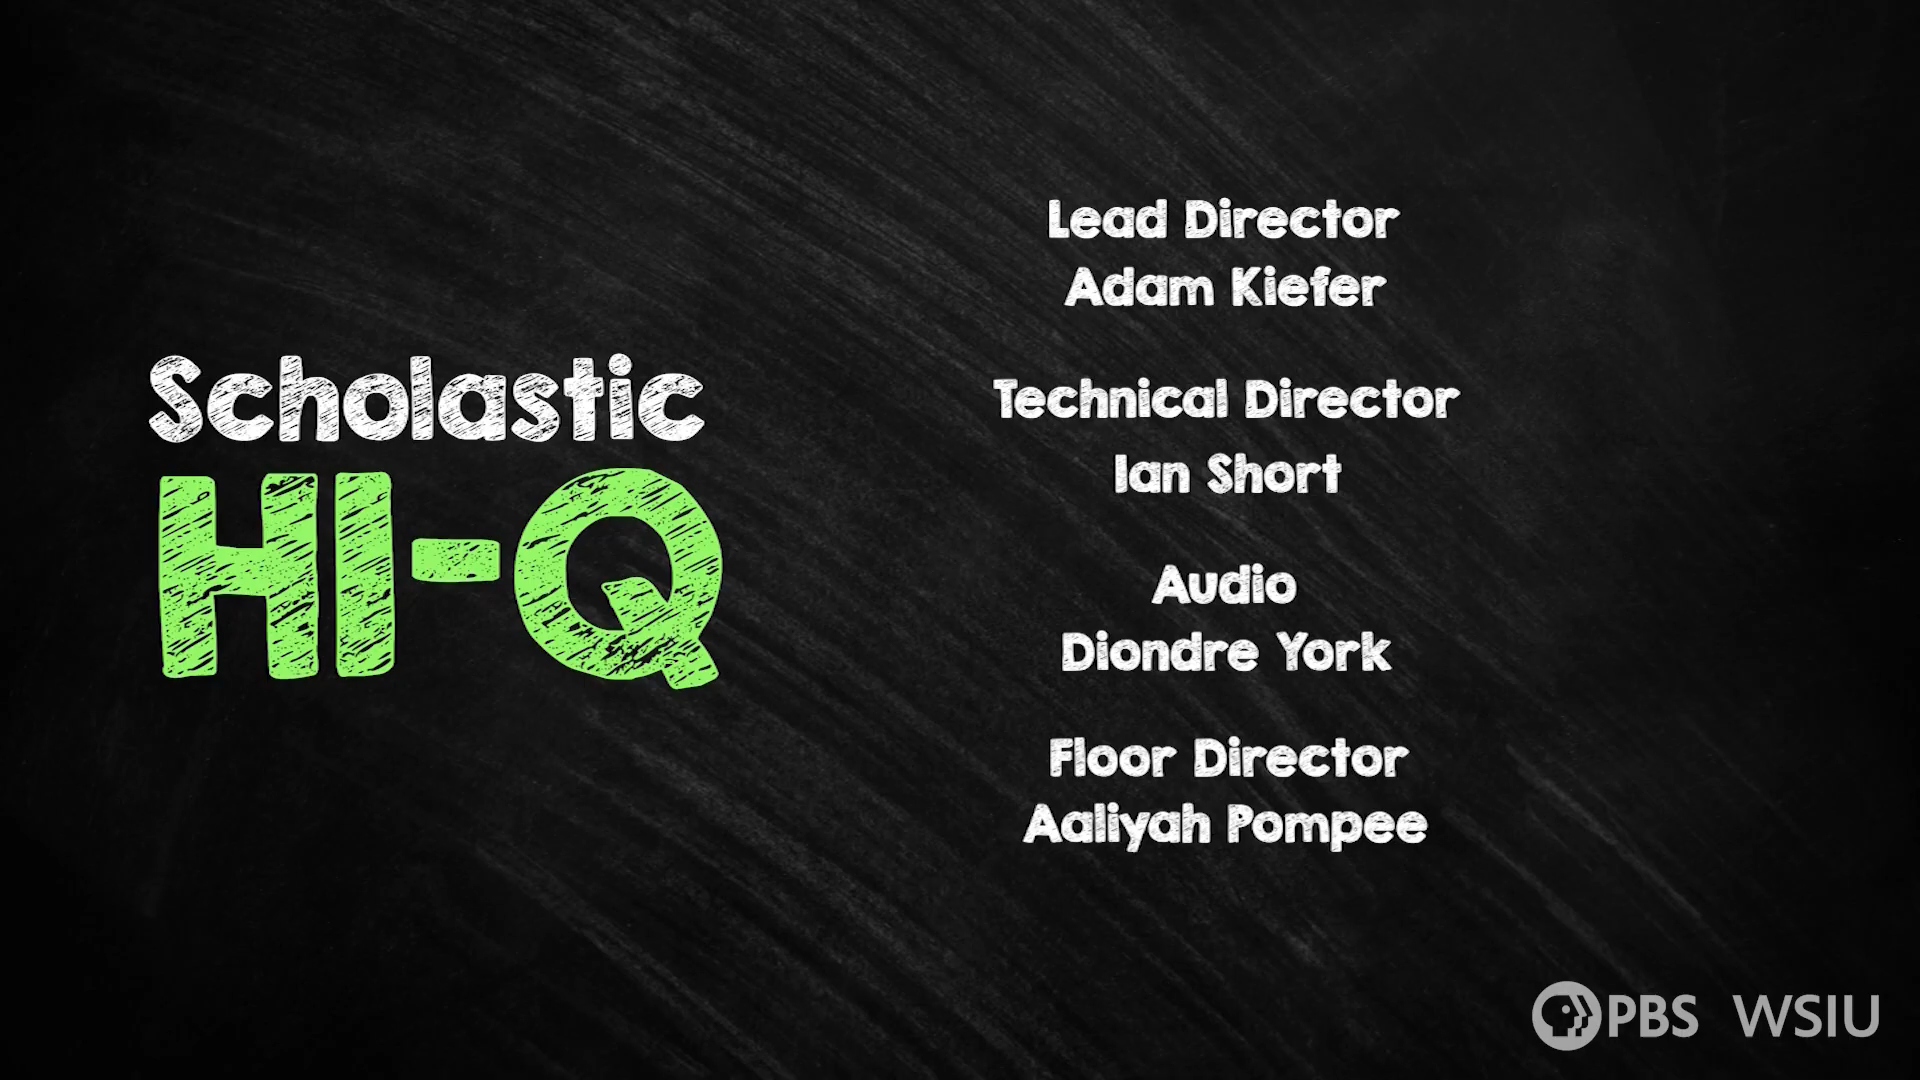 Scholastic
HI-Q
Lead Director
Adam Kiefer
Technical Director
Ian Short
Audio
Diondre York
Floor Director
Aaliyah Pompee
PBS WSIU